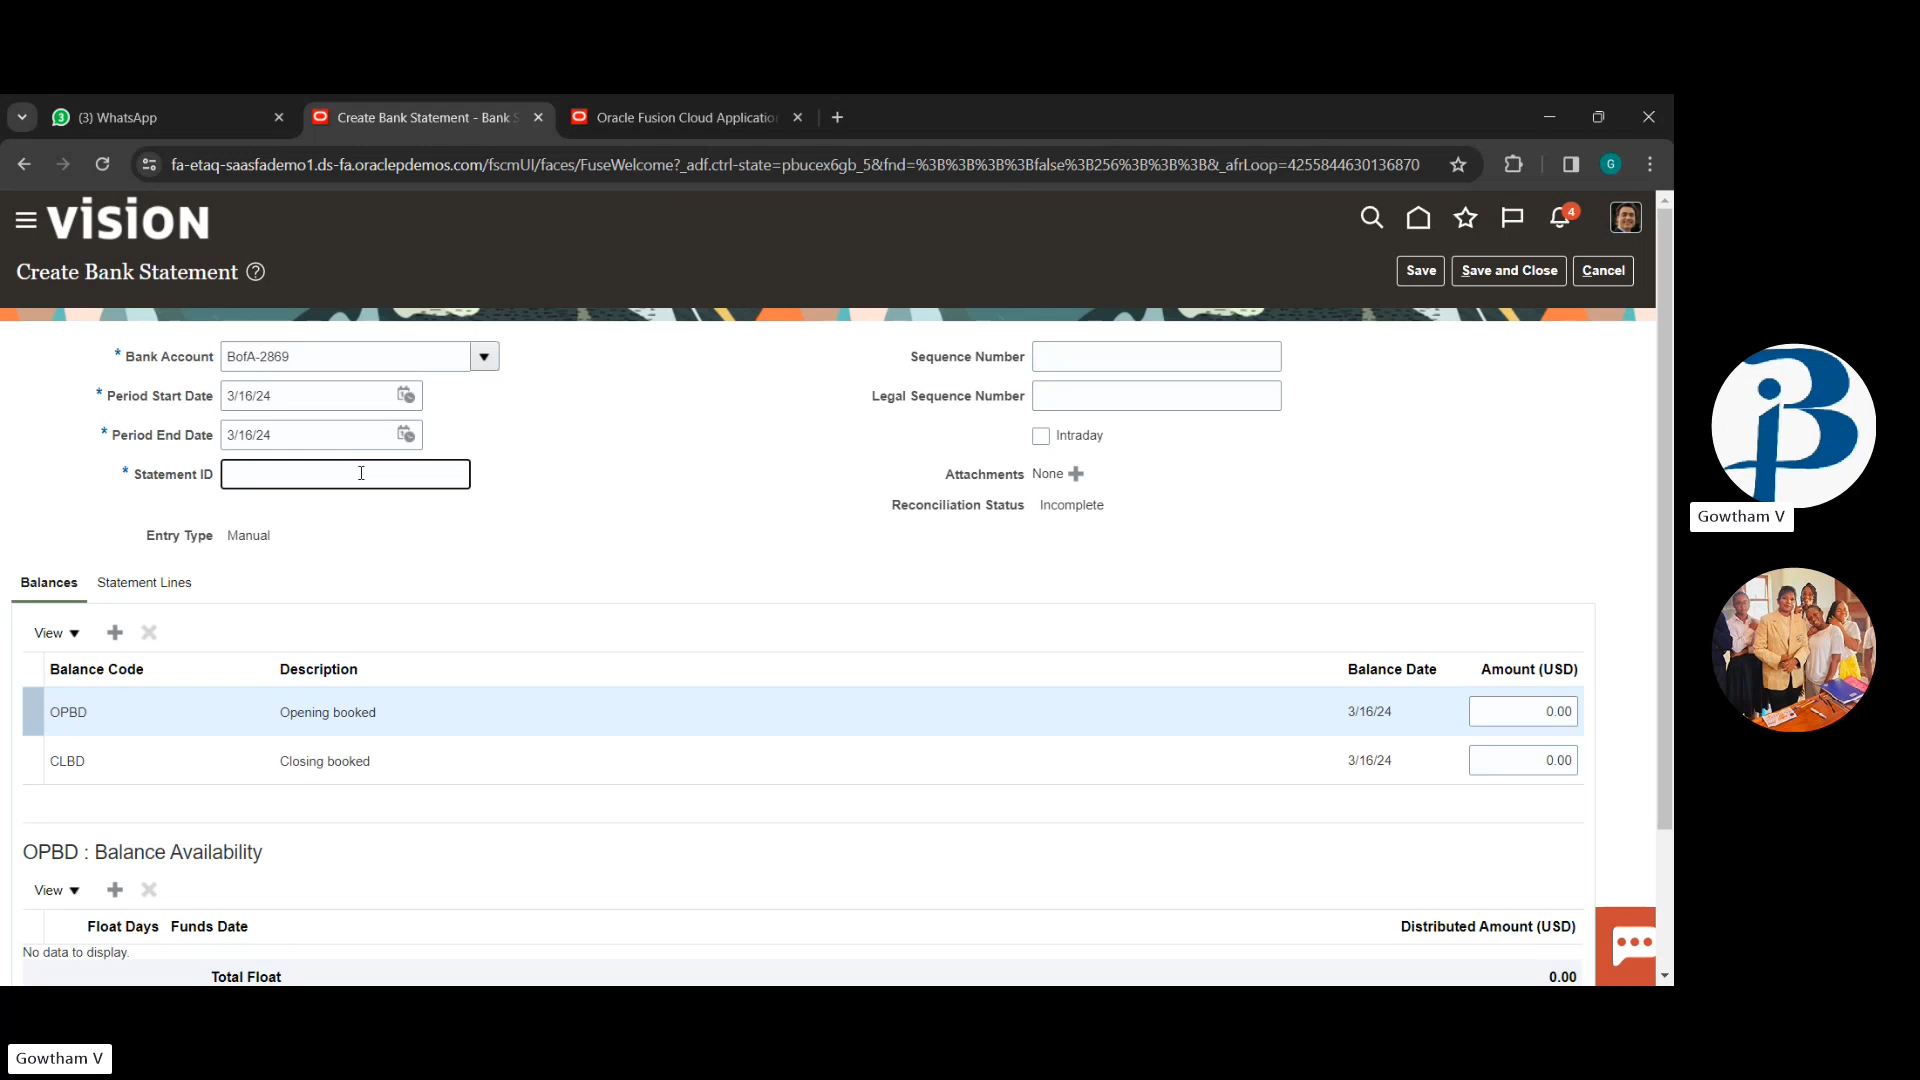 (3) WhatsApp
Create Bank Statement - Bank S
Oracle Fusion Cloud Applicatio
fa-etaq-saasfademo1.ds-fa.oraclepdemos.com/fscmUI/faces/FuseWelcome?_adf.ctrl-state=pbucex6gb_5&fnd=%3B%3B%3B%3Bfalse%3B256%3B%3B%3B&_afrLoop=4255844630136870
G
VISION
4
Create Bank Statement
Save
Save and Close
Cancel
* Bank Account BofA-2869
* Period Start Date 3/16/24
* Period End Date 3/16/24
* Statement ID
Entry Type Manual
Sequence Number
Legal Sequence Number
Intraday
Attachments None
Reconciliation Status Incomplete
Balances Statement Lines
View
Balance Code Description Balance Date Amount (USD)
OPBD Opening booked 3/16/24 0.00
CLBD Closing booked 3/16/24 0.00
OPBD : Balance Availability
View
Float Days Funds Date Distributed Amount (USD)
No data to display.
Total Float 0.00
Gowtham V
Gowtham V